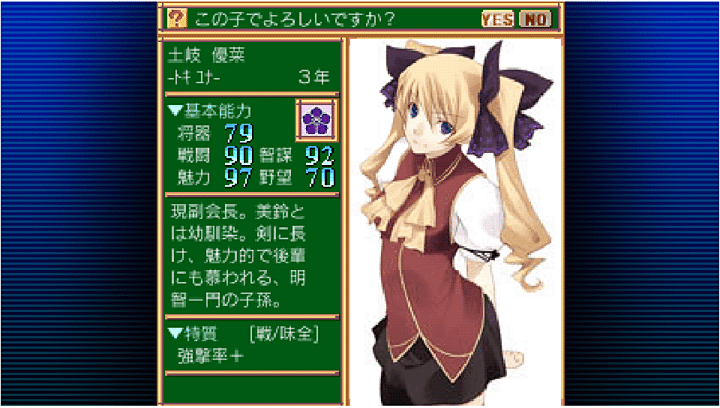 この子でよろしいですか？
YES NO
土岐 優菜
-ﾄｷ ﾕﾅ- 3年
▼基本能力
将器 79
戦闘 90 智謀 92
魅力 97 野望 70
現副会長。美鈴と
は幼馴染。剣に長
け、魅力的で後輩
にも慕われる、明
智一門の子孫。
▼特質 [戦/味全]
強撃率＋